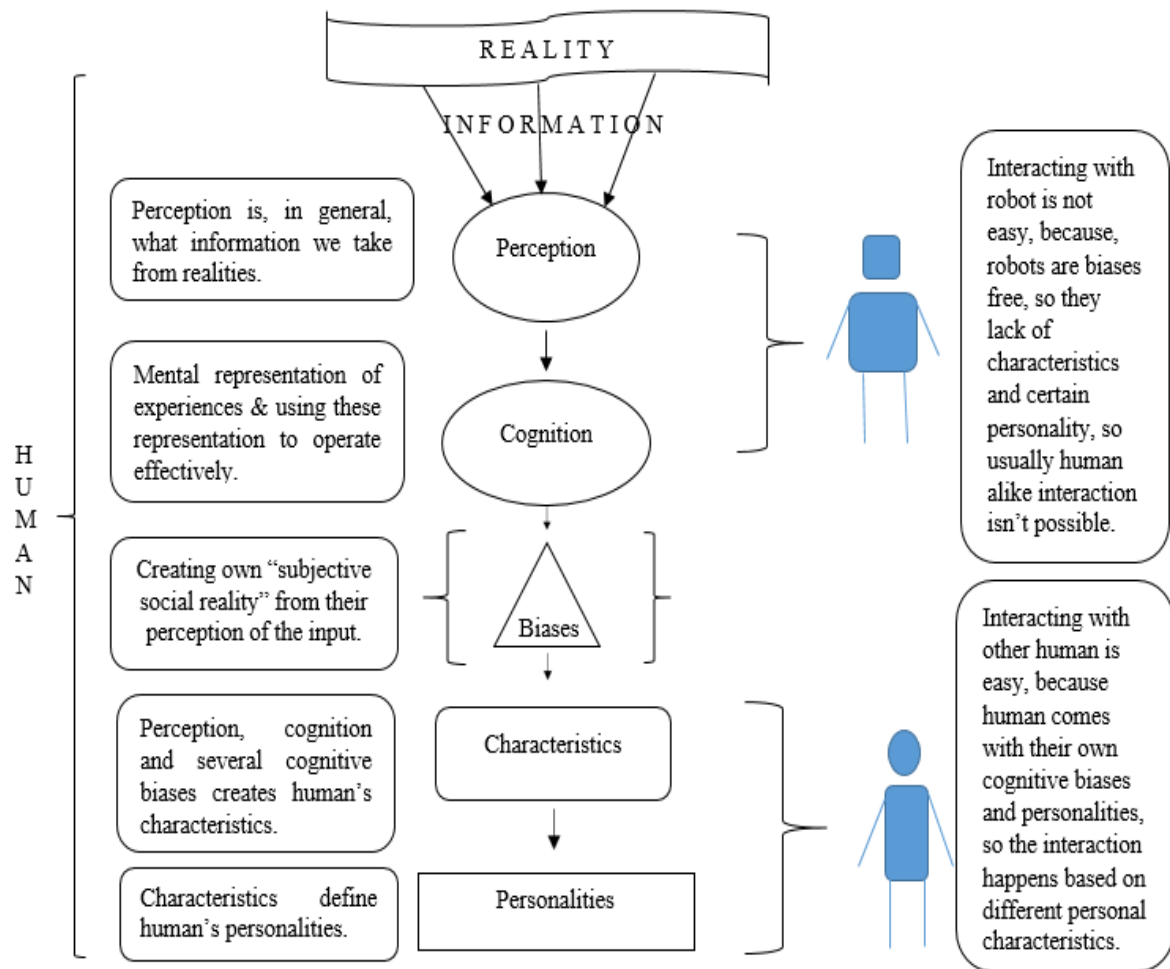 R E A L I T Y
I N F O R M A T I O N
Perception is, in general,
what information we take
from realities.
Perception
Interacting with
robot is not
easy, because,
robots are biases
free, so they
lack of
characteristics
and certain
personality, so
usually human
alike interaction
isn’t possible.
Mental representation of
experiences & using these
representation to operate
effectively.
Cognition
H
U
M
A
N
Creating own “subjective
social reality” from their
perception of the input.
Biases
Interacting with
other human is
easy, because
human comes
with their own
cognitive biases
and personalities,
so the interaction
happens based on
different personal
characteristics.
Perception, cognition
and several cognitive
biases creates human’s
characteristics.
Characteristics
Characteristics define
human’s personalities.
Personalities